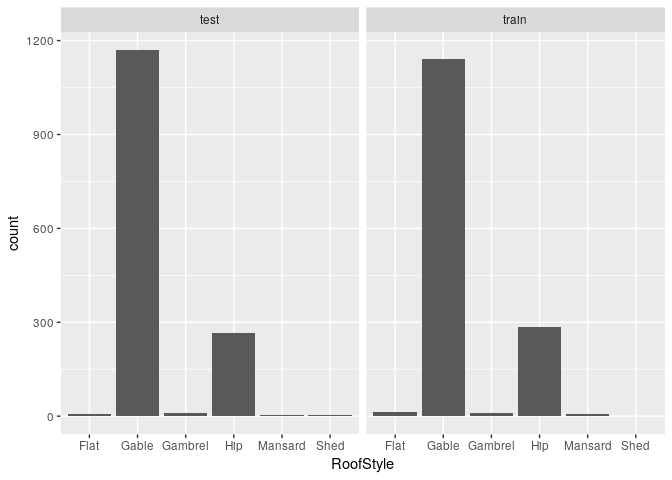 test train
1200
900
600
300
0
count
Flat Gable Gambrel Hip Mansard Shed Flat Gable Gambrel Hip Mansard Shed
RoofStyle